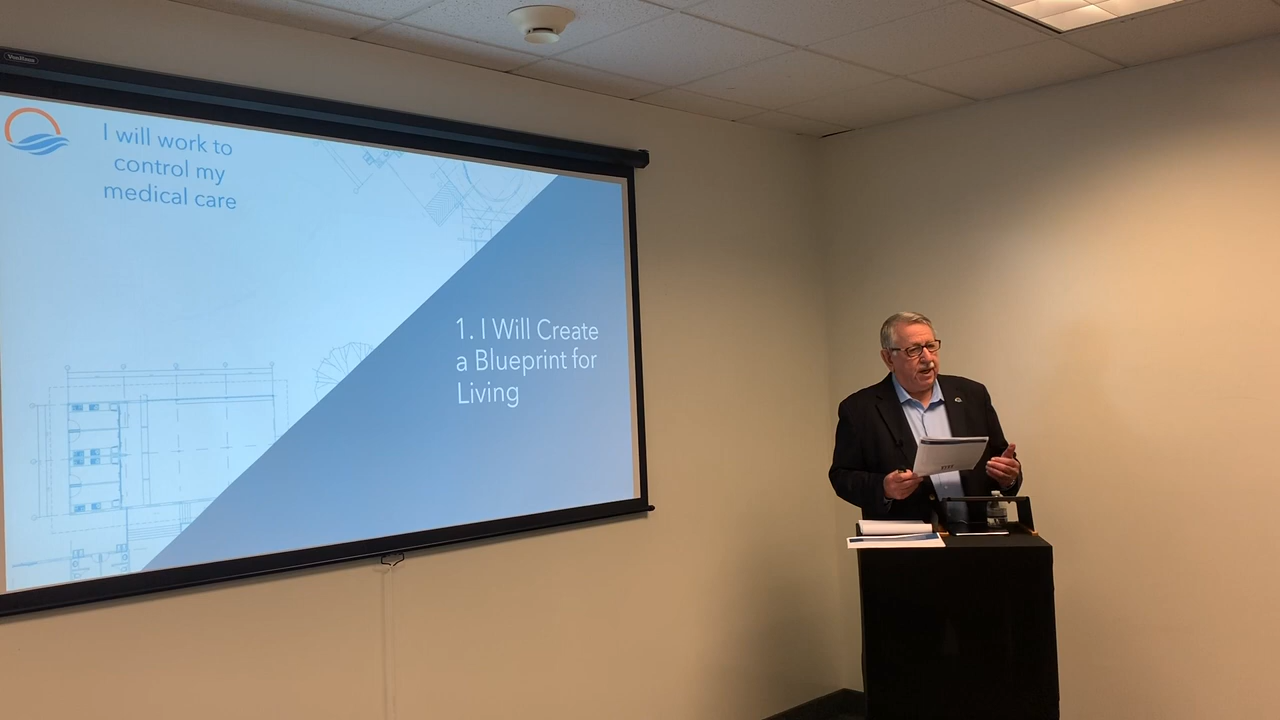 I will work to
control my
medical care
1. I Will Create
a Blueprint for
Living